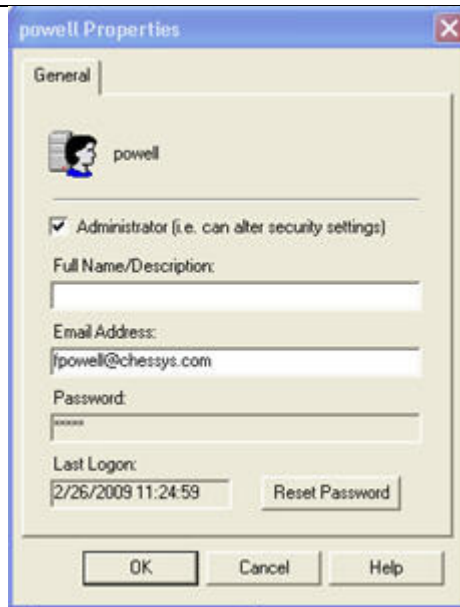 powell Properties
General
powell
Administrator (i.e. can alter security settings)
Full Name/Description:
Email Address:
fpowell@chessys.com
Password:
*****
Last Logon:
2/26/2009 11:24:59
Reset Password
OK
Cancel
Help